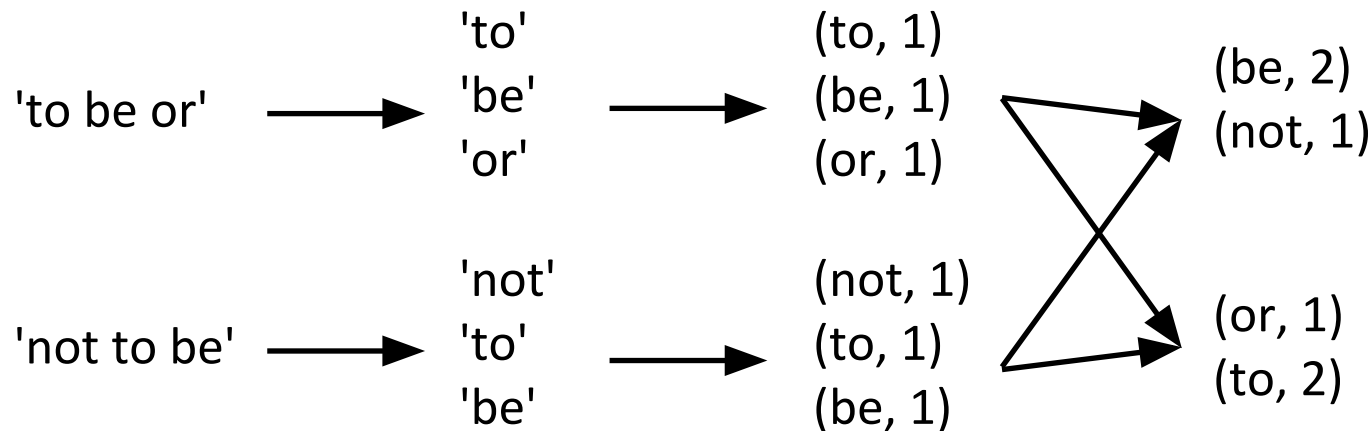 'to be or'
'to'
'be'
'or'
(to, 1)
(be, 1)
(or, 1)
(be, 2)
(not, 1)
'not to be'
'not'
'to'
'be'
(not, 1)
(to, 1)
(be, 1)
(or, 1)
(to, 2)